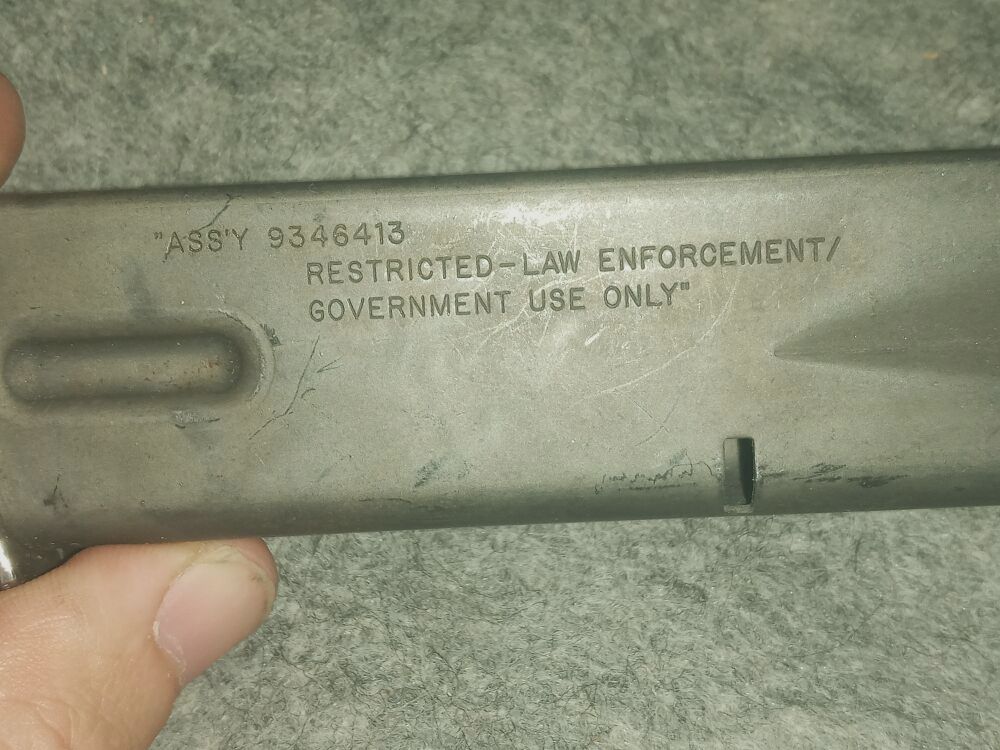 "ASS'Y 9346413
RESTRICTED-LAW ENFORCEMENT/
GOVERNMENT USE ONLY"